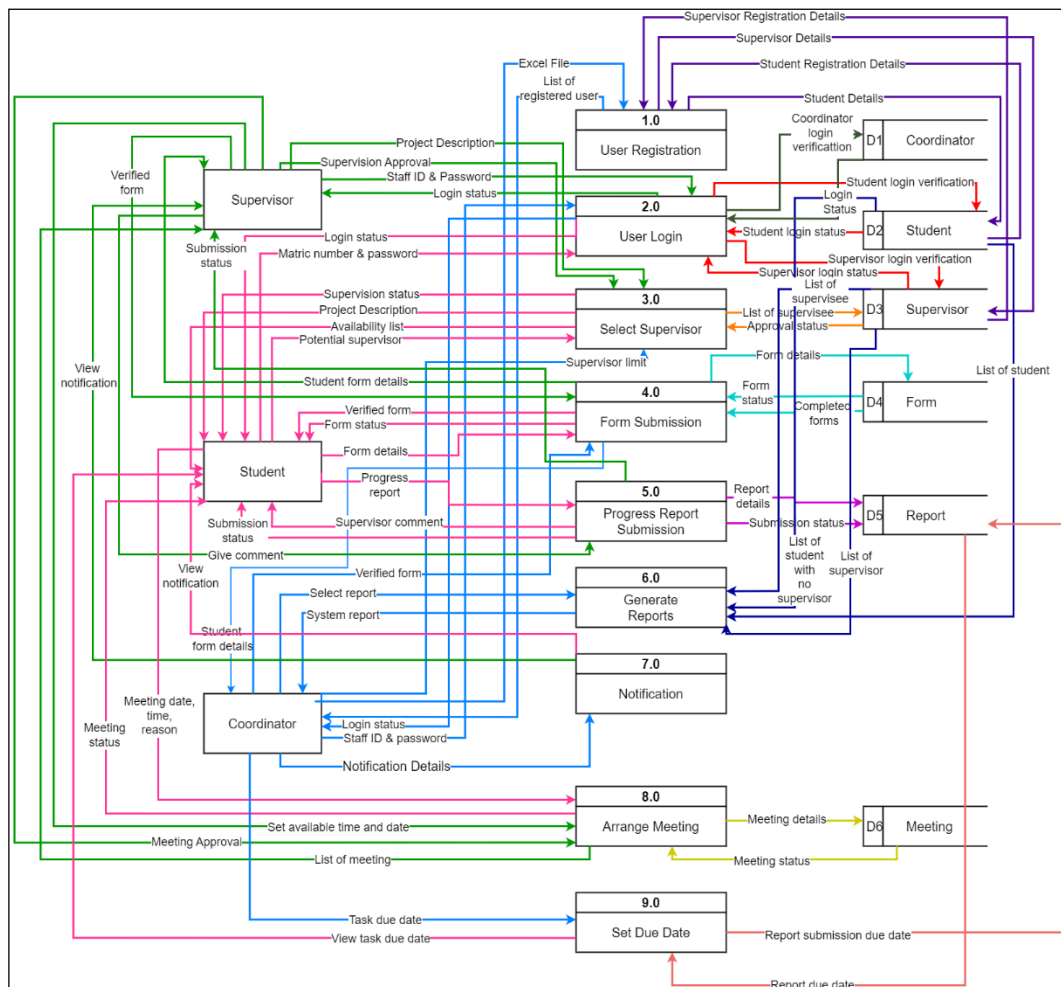 Supervisor Registration Details
Supervisor Details
Excel File
List of
registered user
Student Registration Details
Student Details
1.0
User Registration
Coordinator
login
verificattion
D1
Coordinator
Project Description
Supervision Approval
Staff ID & Password
Login status
Verified
form
Supervisor
2.0
User Login
Student login verification
Login
Status
Student login status
D2
Student
Submission
status
Login status
Matric number & password
Supervisor login verification
Supervisor login status
Supervision status
Project Description
Availability list
Potential supervisor
3.0
Select Supervisor
List of
supervisee
List of supervisee
Approval status
D3
Supervisor
View
notification
Supervisor limit
Form details
List of student
Student form details
4.0
Form Submission
Form
status
Completed
forms
D4
Form
Verified form
Form status
Form details
Student
Progress
report
5.0
Progress Report
Submission
Report
details
Submission status
D5
Report
Submission
status
Supervisor comment
Give comment
View
notification
Verified form
List of
student
with no
supervisor
List of
supervisor
Select report
System report
6.0
Generate
Reports
Student
form details
7.0
Notification
Meeting date,
time,
reason
Meeting
status
Coordinator
Login status
Staff ID & password
Notification Details
8.0
Arrange Meeting
Meeting details
D6
Meeting
Set available time and date
Meeting Approval
List of meeting
Meeting status
9.0
Set Due Date
Task due date
View task due date
Report submission due date
Report due date